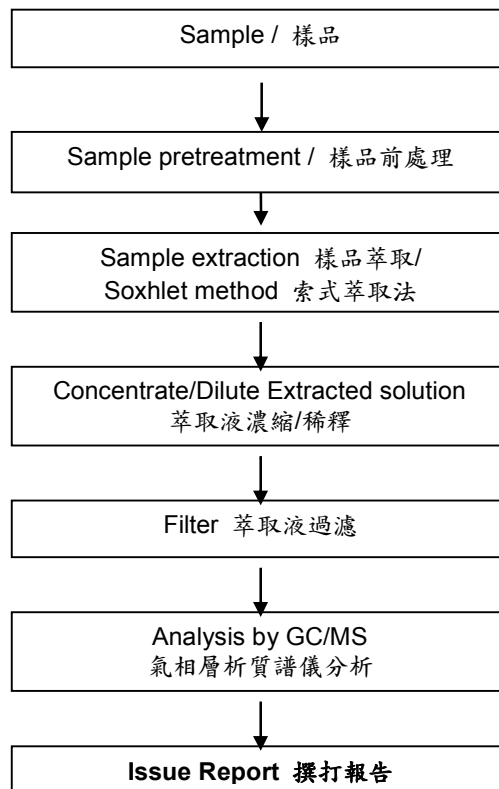 Sample / 樣品
Sample pretreatment / 樣品前處理
Sample extraction 樣品萃取/
Soxhlet method 索式萃取法
Concentrate/Dilute Extracted solution
萃取液濃縮/稀釋
Filter 萃取液過濾
Analysis by GC/MS
氣相層析質譜儀分析
Issue Report 撰打報告